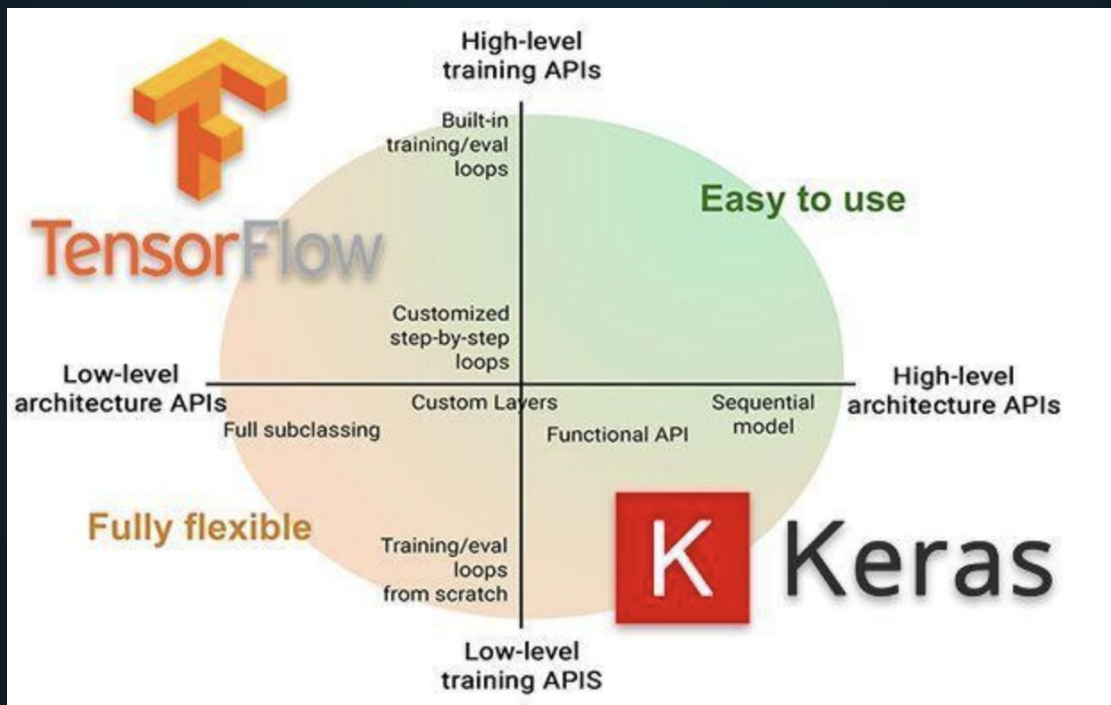 High-level
training APIs
Built-in
training/eval
loops
Easy to use
TensorFlow
Customized
step-by-step
loops
Low-level
architecture APIs
High-level
architecture APIs
Custom Layers
Sequential
model
Full subclassing
Functional API
Fully flexible
K Keras
Training/eval
loops
from scratch
Low-level
training APIS